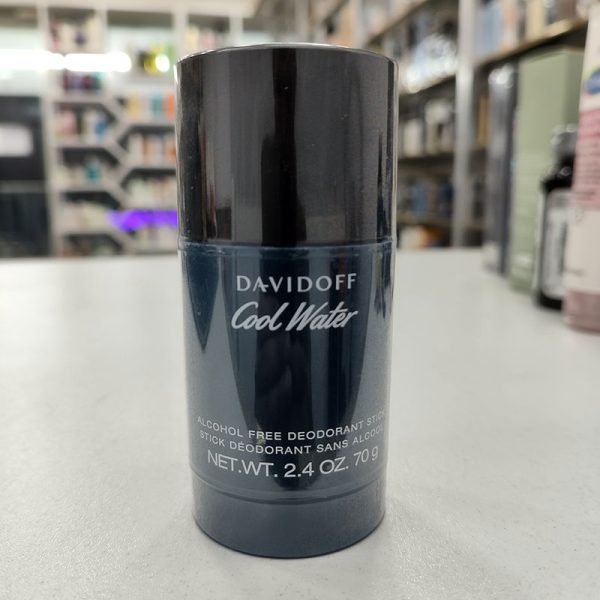 DAVIDOFF
Cool Water
ALCOHOL FREE DEODORANT STICK
STICK DÉODORANT SANS ALCOOL
NET.WT. 2.4 OZ. 70 g